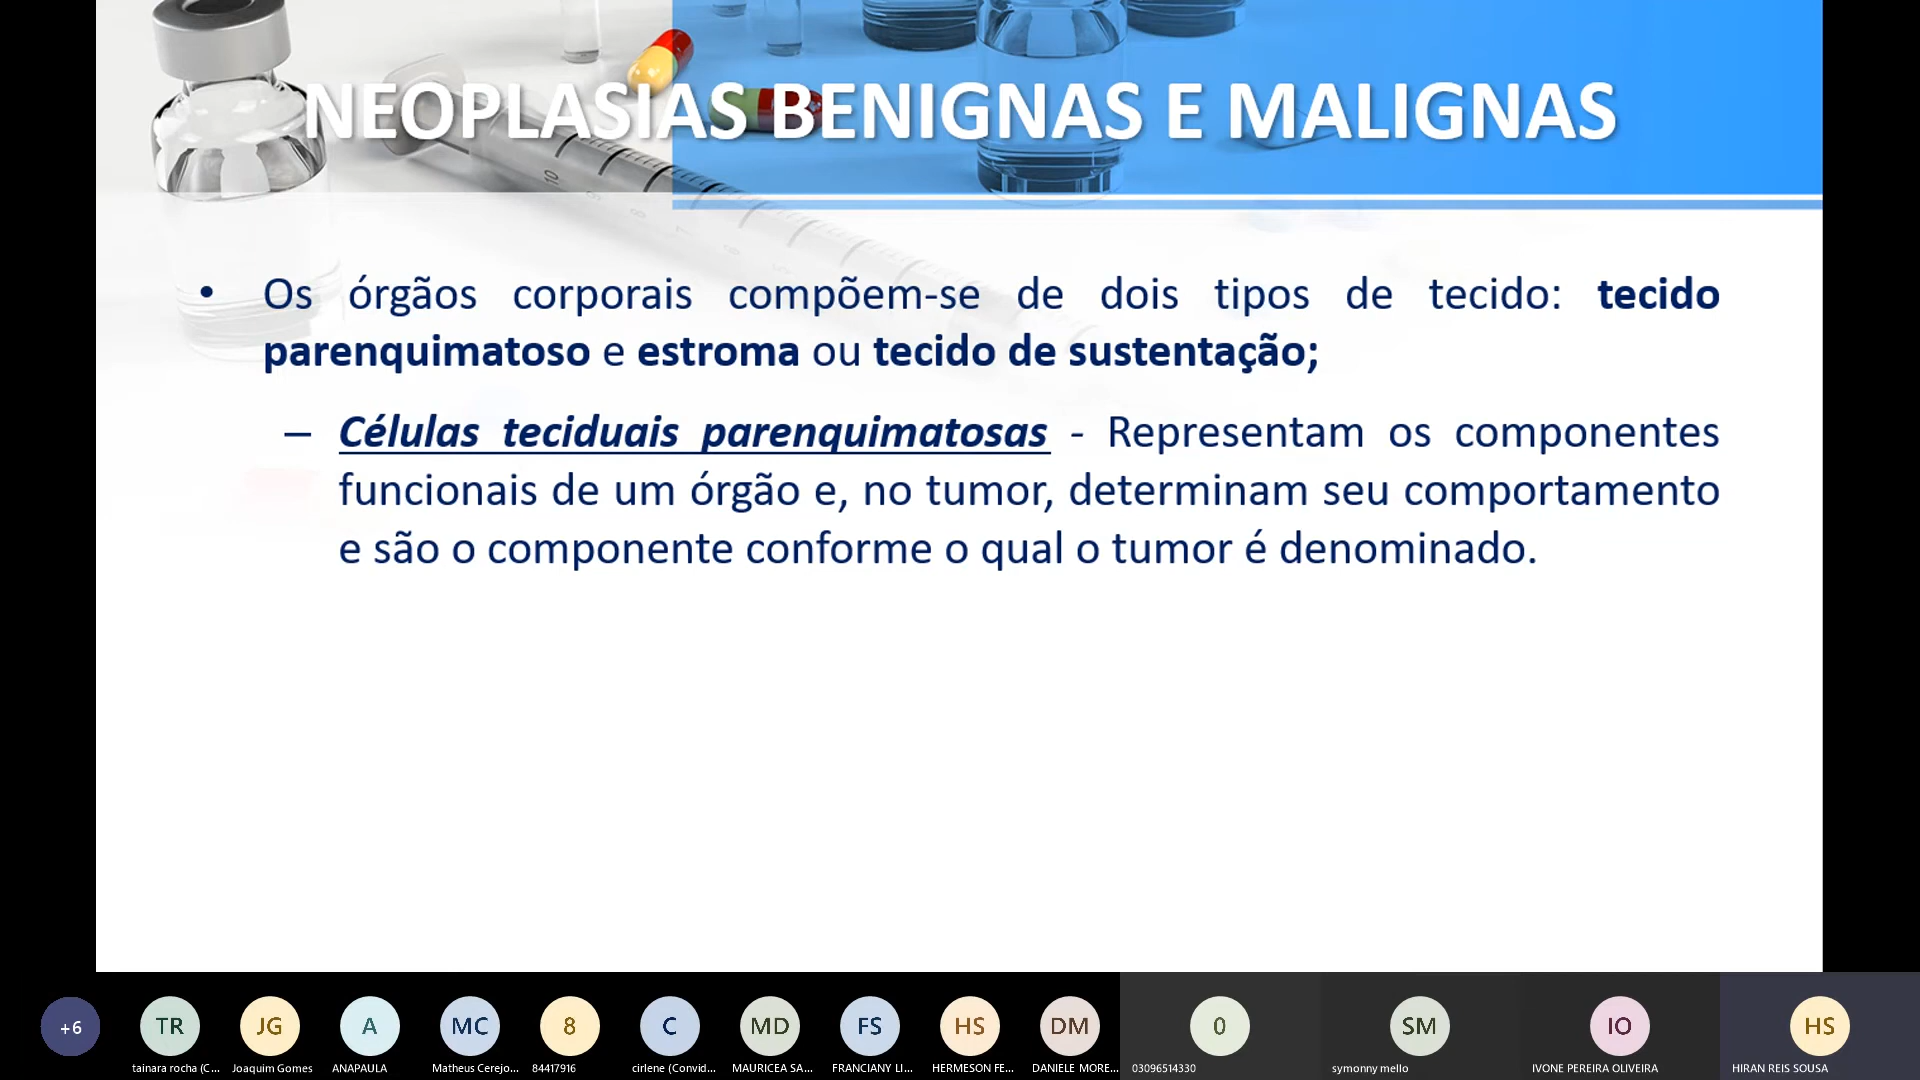 NEOPLASIAS BENIGNAS E MALIGNAS
• Os órgãos corporais compõem-se de dois tipos de tecido: tecido
parenquimatoso e estroma ou tecido de sustentação;
– Células teciduais parenquimatosas - Representam os componentes
funcionais de um órgão e, no tumor, determinam seu comportamento
e são o componente conforme o qual o tumor é denominado.
+6 TR JG A MC 8 C MD FS HS DM 0 SM IO HS
tainara rocha (C... Joaquim Gomes ANAPAULA Matheus Cerejo... 84417916 cirlene (Convid... MAURICEA SA... FRANCIANY LI... HERMESON FE... DANIELE MORE... 03096514330 symonny mello IVONE PEREIRA OLIVEIRA HIRAN REIS SOUSA